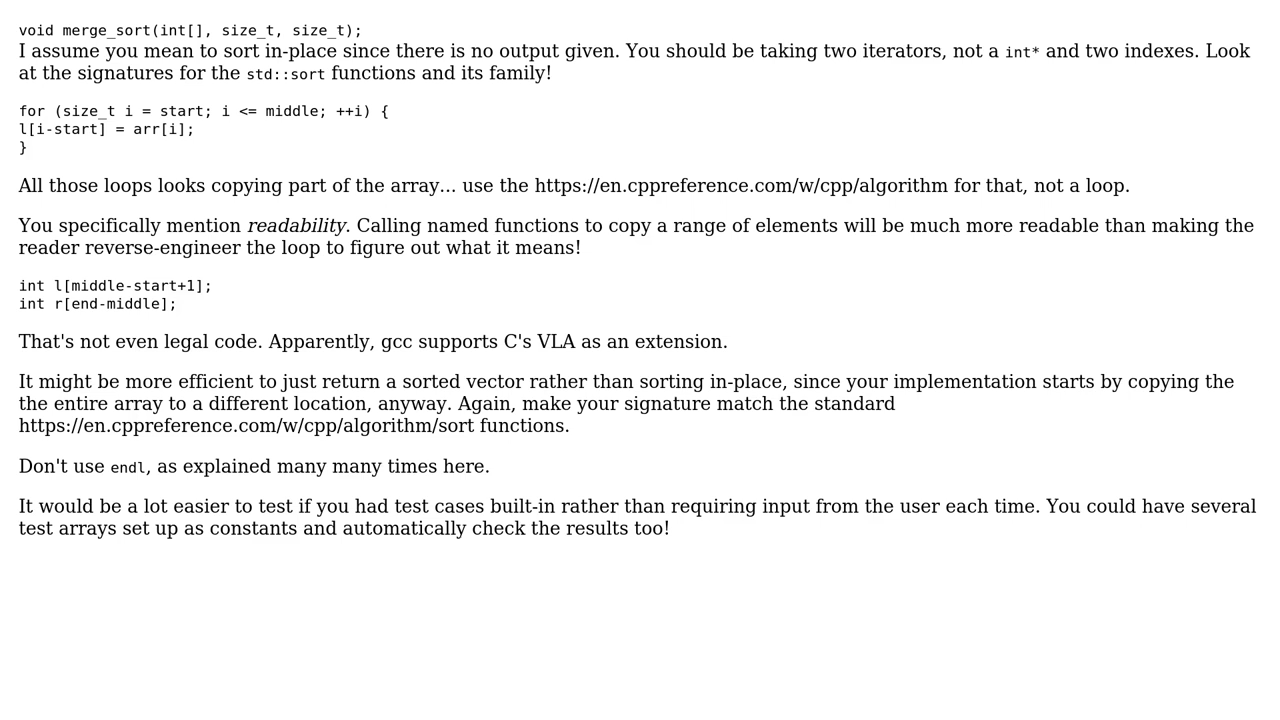 void merge_sort(int[], size_t, size_t);
I assume you mean to sort in-place since there is no output given. You should be taking two iterators, not a int* and two indexes. Look
at the signatures for the std::sort functions and its family!
for (size_t i = start; i <= middle; ++i) {
l[i-start] = arr[i];
}
All those loops looks copying part of the array... use the https://en.cppreference.com/w/cpp/algorithm for that, not a loop.
You specifically mention readability. Calling named functions to copy a range of elements will be much more readable than making the
reader reverse-engineer the loop to figure out what it means!
int l[middle-start+1];
int r[end-middle];
That's not even legal code. Apparently, gcc supports C's VLA as an extension.
It might be more efficient to just return a sorted vector rather than sorting in-place, since your implementation starts by copying the
the entire array to a different location, anyway. Again, make your signature match the standard
https://en.cppreference.com/w/cpp/algorithm/sort functions.
Don't use endl, as explained many many times here.
It would be a lot easier to test if you had test cases built-in rather than requiring input from the user each time. You could have several
test arrays set up as constants and automatically check the results too!